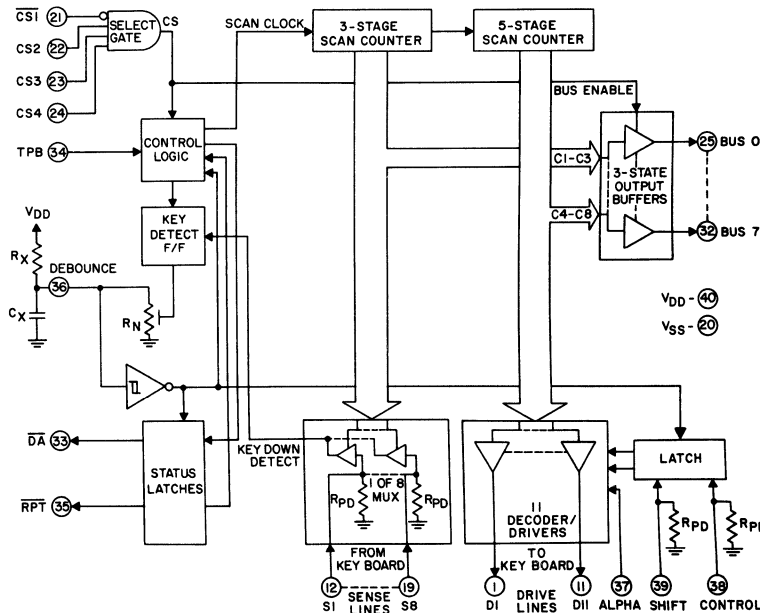 CS1 21
CS2 22
CS3 23
CS4 24
SELECT
GATE
CS
SCAN CLOCK
3-STAGE
SCAN COUNTER
5-STAGE
SCAN COUNTER
BUS ENABLE
TPB 34
CONTROL
LOGIC
C1-C3
3-STATE
OUTPUT
BUFFERS
25 BUS 0
C4-C8
32 BUS 7
KEY
DETECT
F/F
VDD
RX
DEBOUNCE
36
CX
RN
VDD-40
VSS-20
DA 33
RPT 35
STATUS
LATCHES
KEY DOWN
DETECT
1 OF 8
MUX
RPD
RPD
11
DECODER/
DRIVERS
LATCH
RPD
RP
FROM
KEY BOARD
TO
KEY BOARD
12 19
S1 SENSE LINES S8
1 11
D1 DRIVE LINES D11
37 39 38
ALPHA SHIFT CONTROL